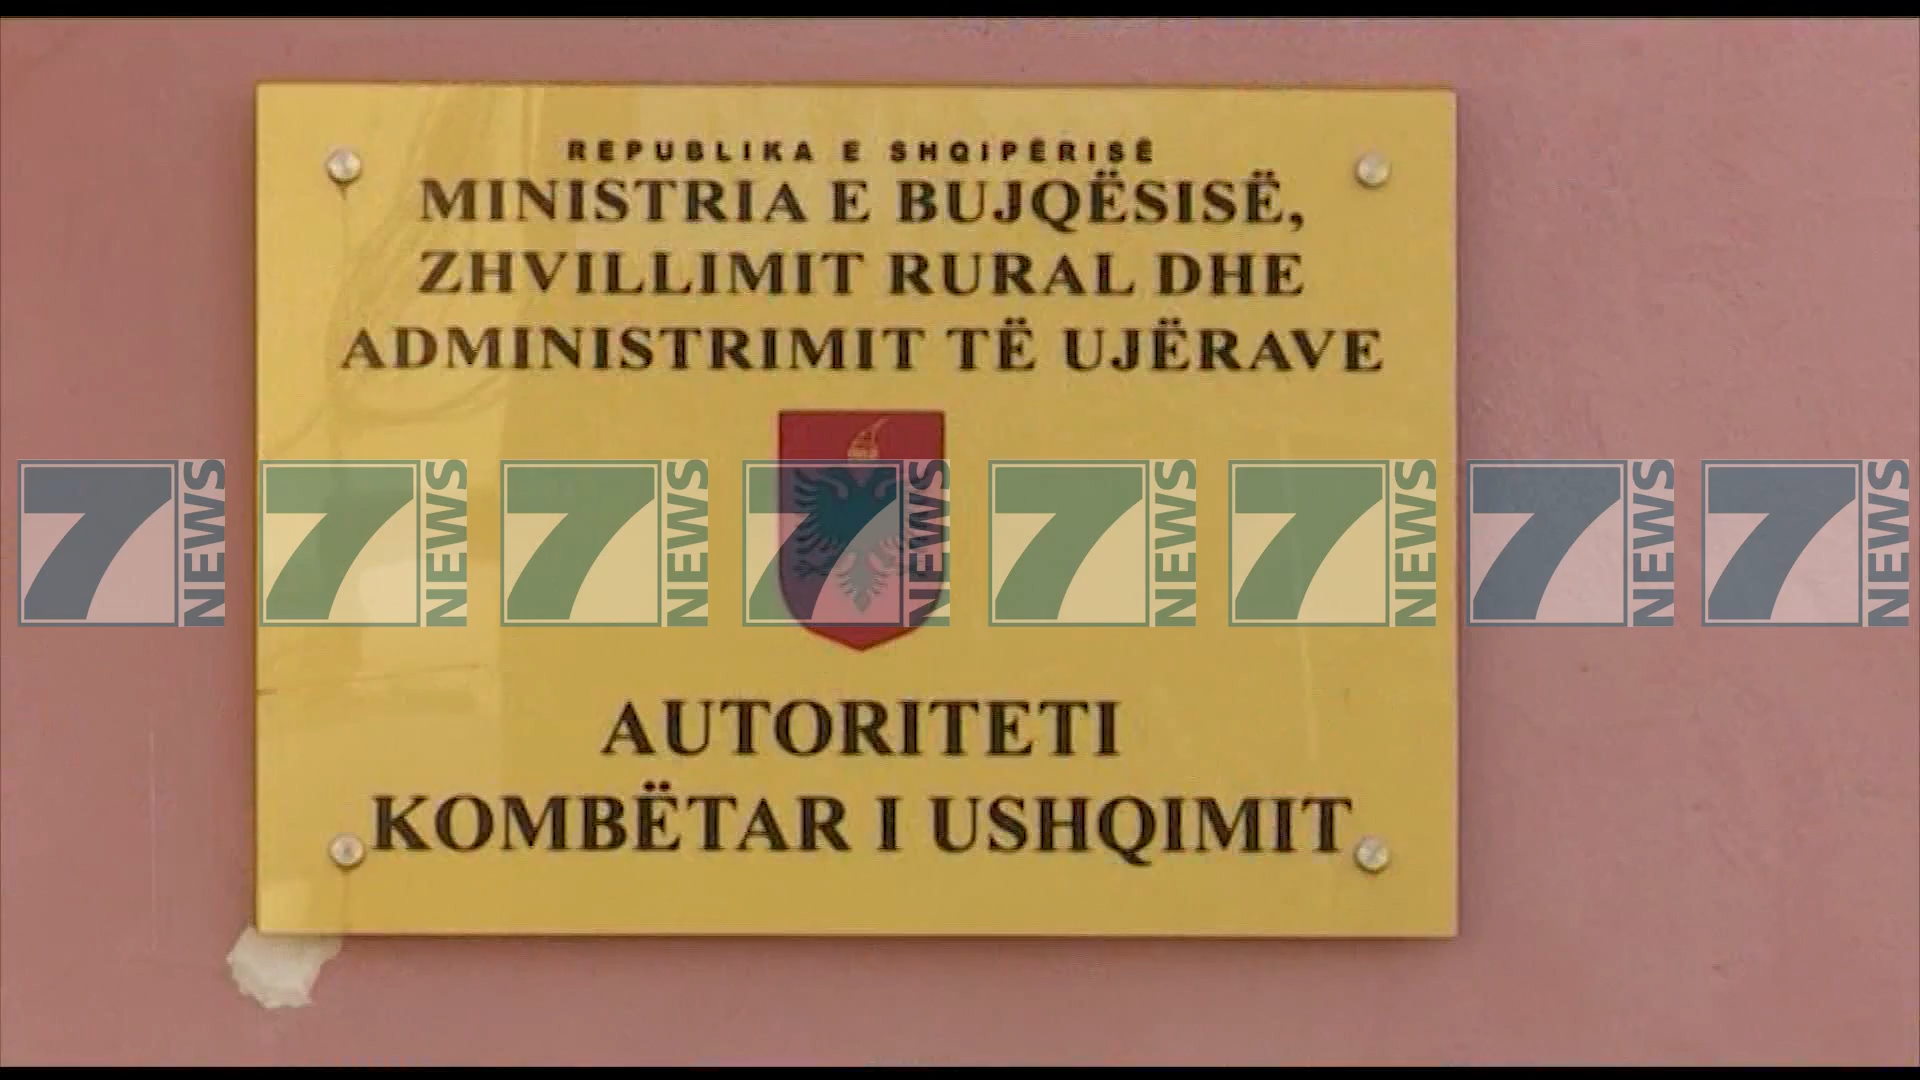 REPUBLIKA E SHQIPËRISË
MINISTRIA E BUJQËSISË,
ZHVILLIMIT RURAL DHE
ADMINISTRIMIT TË UJËRAVE
7 NEWS 7 NEWS 7 NEWS 7 NEWS 7 NEWS 7 NEWS 7 NEWS 7 NEWS
AUTORITETI
KOMBËTAR I USHQIMIT